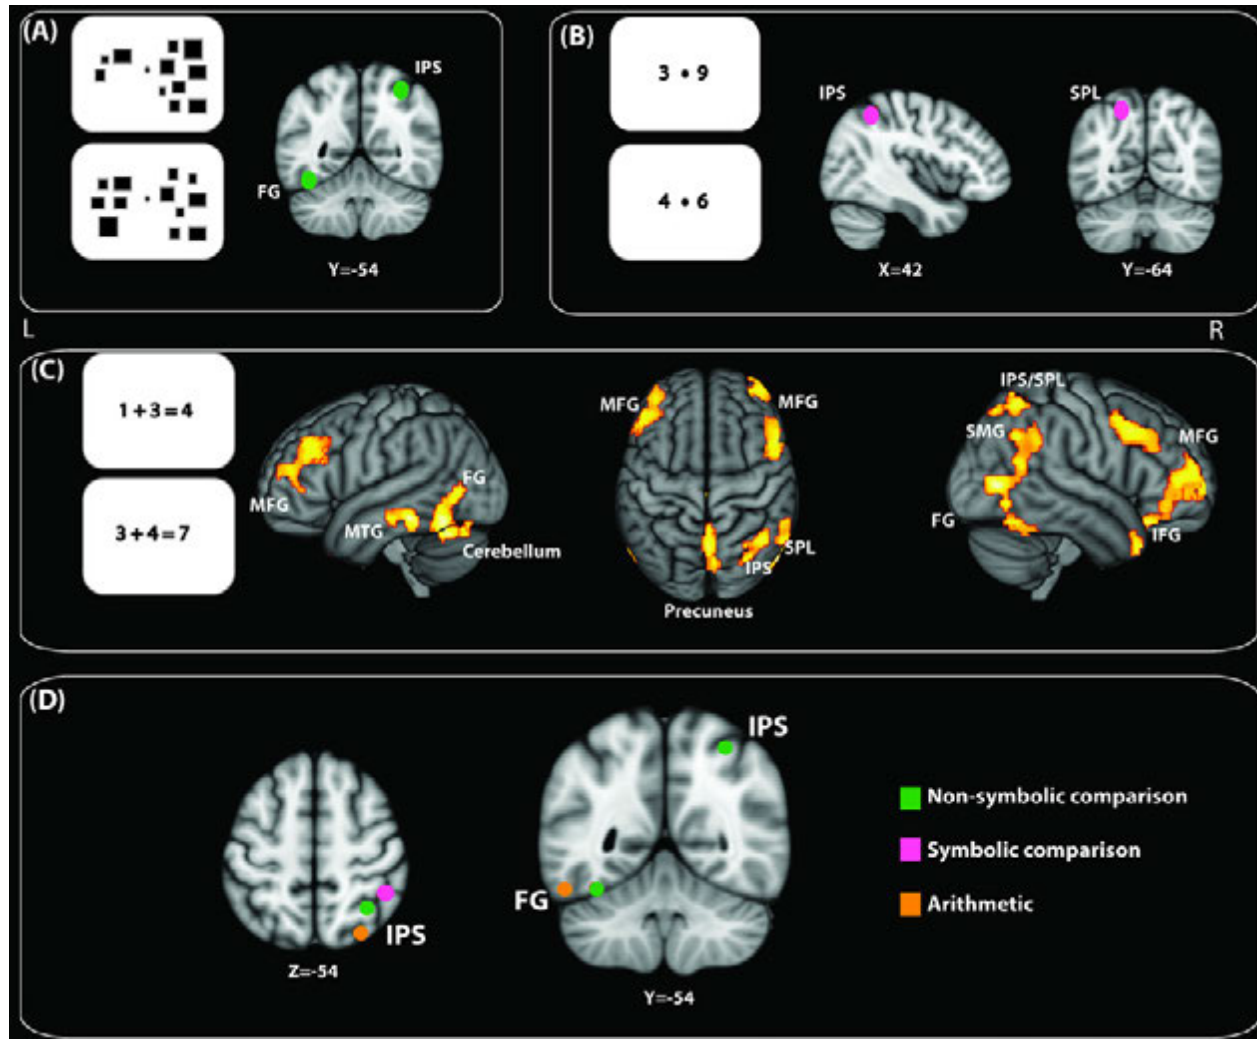 (A)
IPS
FG
Y=-54
(B)
3 • 9
4 • 6
IPS
X=42
SPL
Y=-64
L
R
(C)
1 + 3 = 4
3 + 4 = 7
MFG
MTG
FG
Cerebellum
MFG
MFG
SPL
IPS
Precuneus
IPS/SPL
SMG
MFG
FG
IFG
(D)
IPS
Z=-54
IPS
FG
Y=-54
Non-symbolic comparison
Symbolic comparison
Arithmetic